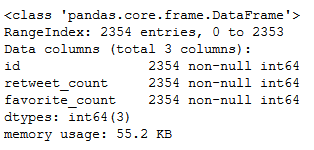 <class 'pandas.core.frame.DataFrame'>
RangeIndex: 2354 entries, 0 to 2353
Data columns (total 3 columns):
id                2354 non-null int64
retweet_count     2354 non-null int64
favorite_count    2354 non-null int64
dtypes: int64(3)
memory usage: 55.2 KB